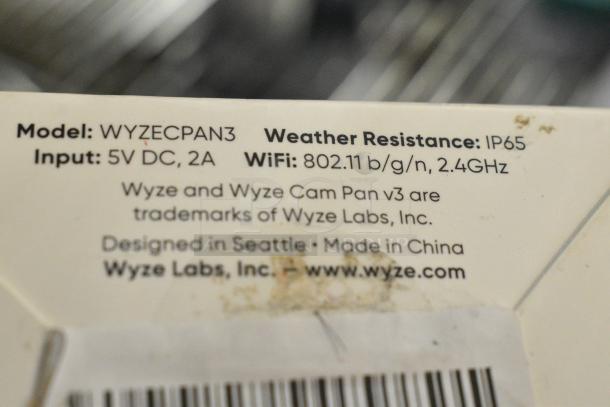 Model: WYZECPAN3 Weather Resistance: IP65
Input: 5V DC, 2A WiFi: 802.11 b/g/n, 2.4GHz
Wyze and Wyze Cam Pan v3 are
trademarks of Wyze Labs, Inc.
Designed in Seattle • Made in China
Wyze Labs, Inc. – www.wyze.com